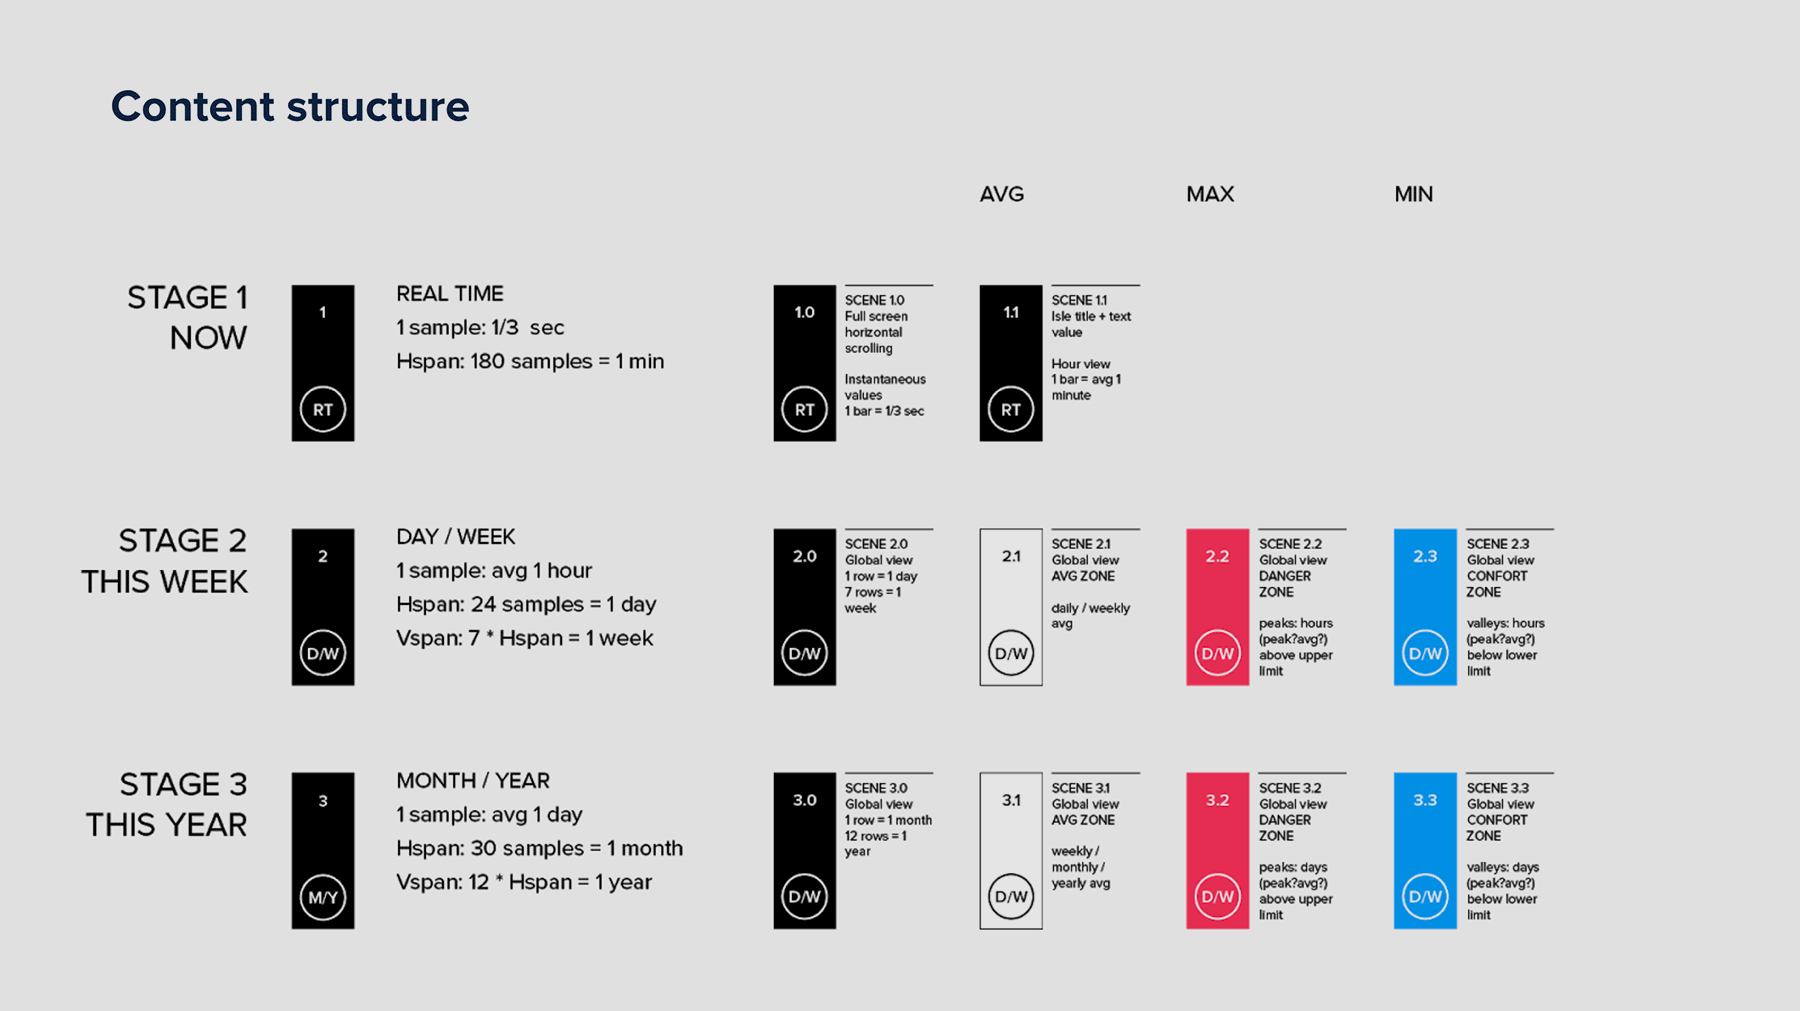 Content structure
AVG
MAX
MIN
STAGE 1
NOW
1
RT
REAL TIME
1 sample: 1/3 sec
Hspan: 180 samples = 1 min
1.0
RT
SCENE 1.0
Full screen
horizontal
scrolling
Instantaneous
values
1 bar = 1/3 sec
1.1
RT
SCENE 1.1
Isle title + text
value
Hour view
1 bar = avg 1
minute
STAGE 2
THIS WEEK
2
D/W
DAY / WEEK
1 sample: avg 1 hour
Hspan: 24 samples = 1 day
Vspan: 7 * Hspan = 1 week
2.0
D/W
SCENE 2.0
Global view
1 row = 1 day
7 rows = 1
week
2.1
D/W
SCENE 2.1
Global view
AVG ZONE
daily / weekly
avg
2.2
D/W
SCENE 2.2
Global view
DANGER
ZONE
peaks: hours
(peak?avg?)
above upper
limit
2.3
D/W
SCENE 2.3
Global view
CONFORT
ZONE
valleys: hours
(peak?avg?)
below lower
limit
STAGE 3
THIS YEAR
3
M/Y
MONTH / YEAR
1 sample: avg 1 day
Hspan: 30 samples = 1 month
Vspan: 12 * Hspan = 1 year
3.0
D/W
SCENE 3.0
Global view
1 row = 1 month
12 rows = 1
year
3.1
D/W
SCENE 3.1
Global view
AVG ZONE
weekly /
monthly /
yearly avg
3.2
D/W
SCENE 3.2
Global view
DANGER
ZONE
peaks: days
(peak?avg?)
above upper
limit
3.3
D/W
SCENE 3.3
Global view
CONFORT
ZONE
valleys: days
(peak?avg?)
below lower
limit